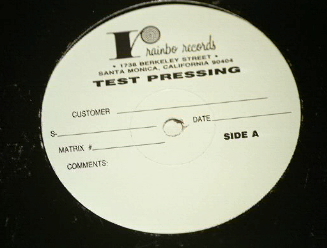 rainbo records
• 1738 BERKELEY STREET •
SANTA MONICA, CALIFORNIA 90404
TEST PRESSING
CUSTOMER
S- DATE
MATRIX # SIDE A
COMMENTS: